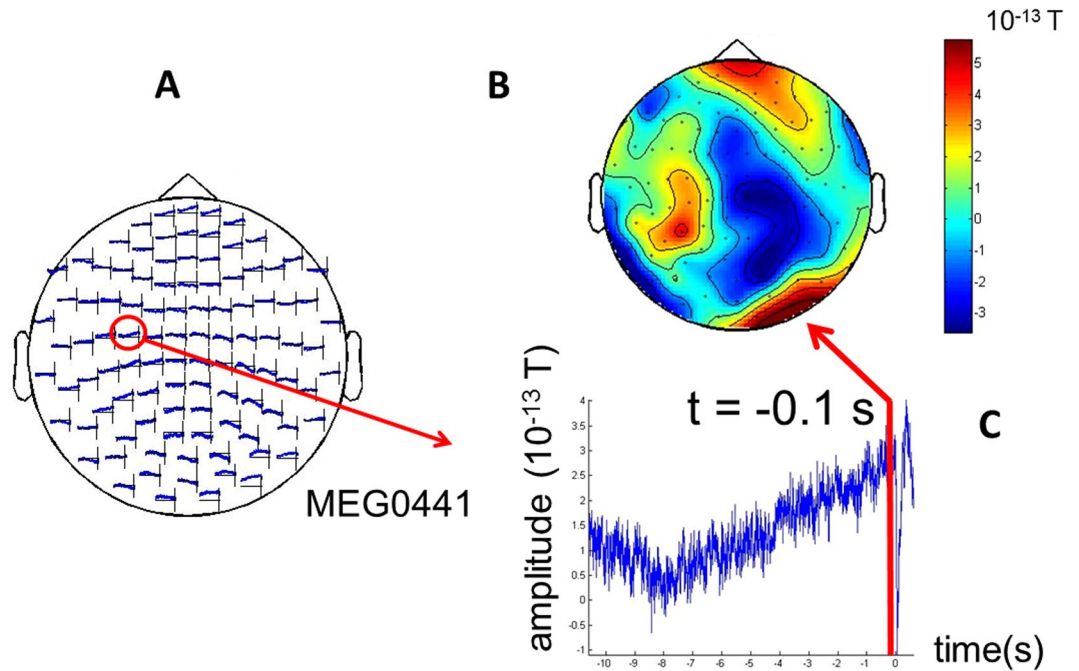 A
MEG0441
B
10⁻¹³ T
5
4
3
2
1
0
-1
-2
-3
t = -0.1 s
C
amplitude (10⁻¹³ T)
4
3.5
3
2.5
2
1.5
1
0.5
0
-0.5
-1
-10 -9 -8 -7 -6 -5 -4 -3 -2 -1 0
time(s)